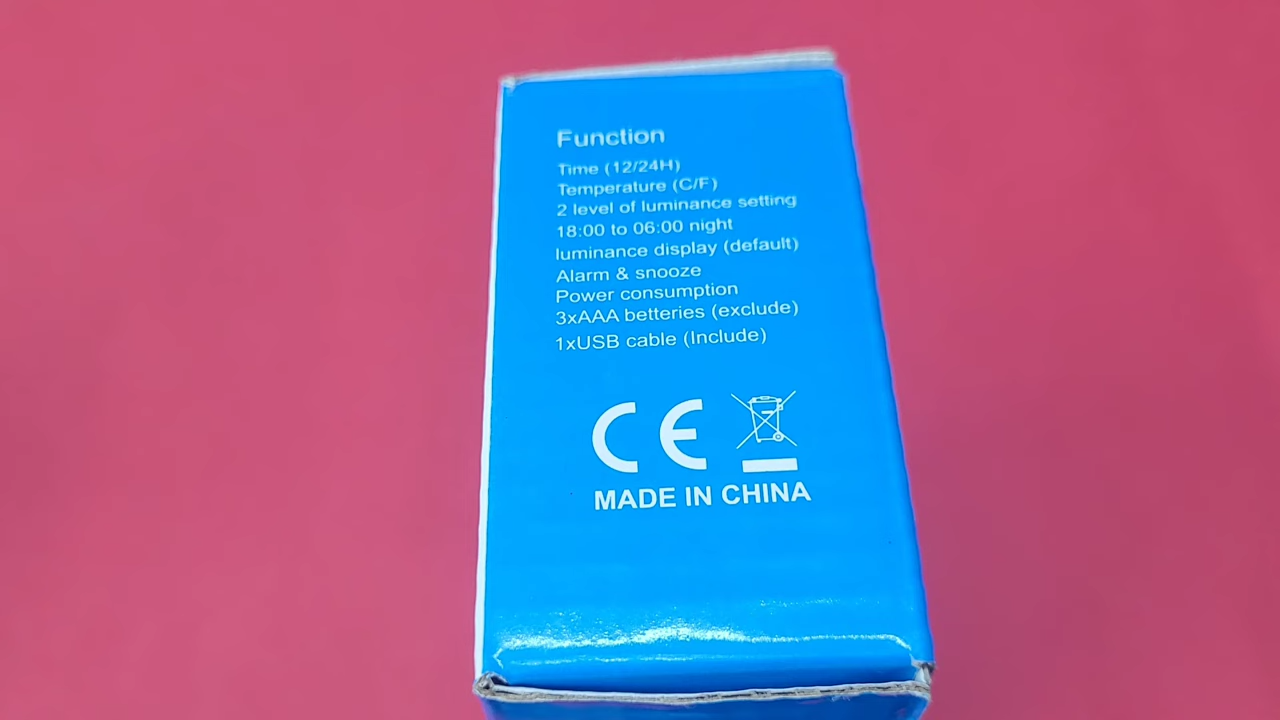 Function
Time (12/24H)
Temperature (C/F)
2 level of luminance setting
18:00 to 06:00 night
luminance display (default)
Alarm & snooze
Power consumption
3xAAA betteries (exclude)
1xUSB cable (Include)
CE
MADE IN CHINA